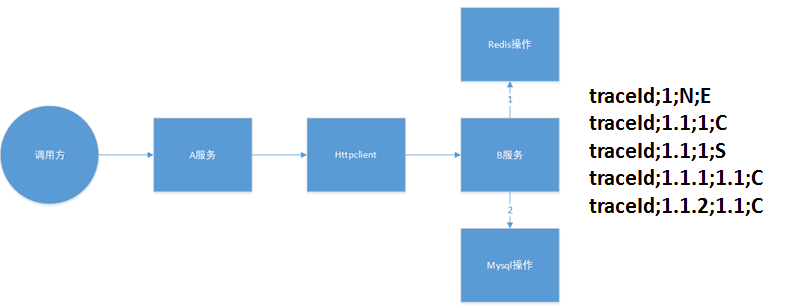 Redis操作
1
调用方
A服务
Httpclient
B服务
2
Mysql操作
traceId;1;N;E
traceId;1.1;1;C
traceId;1.1;1;S
traceId;1.1.1;1.1;C
traceId;1.1.2;1.1;C